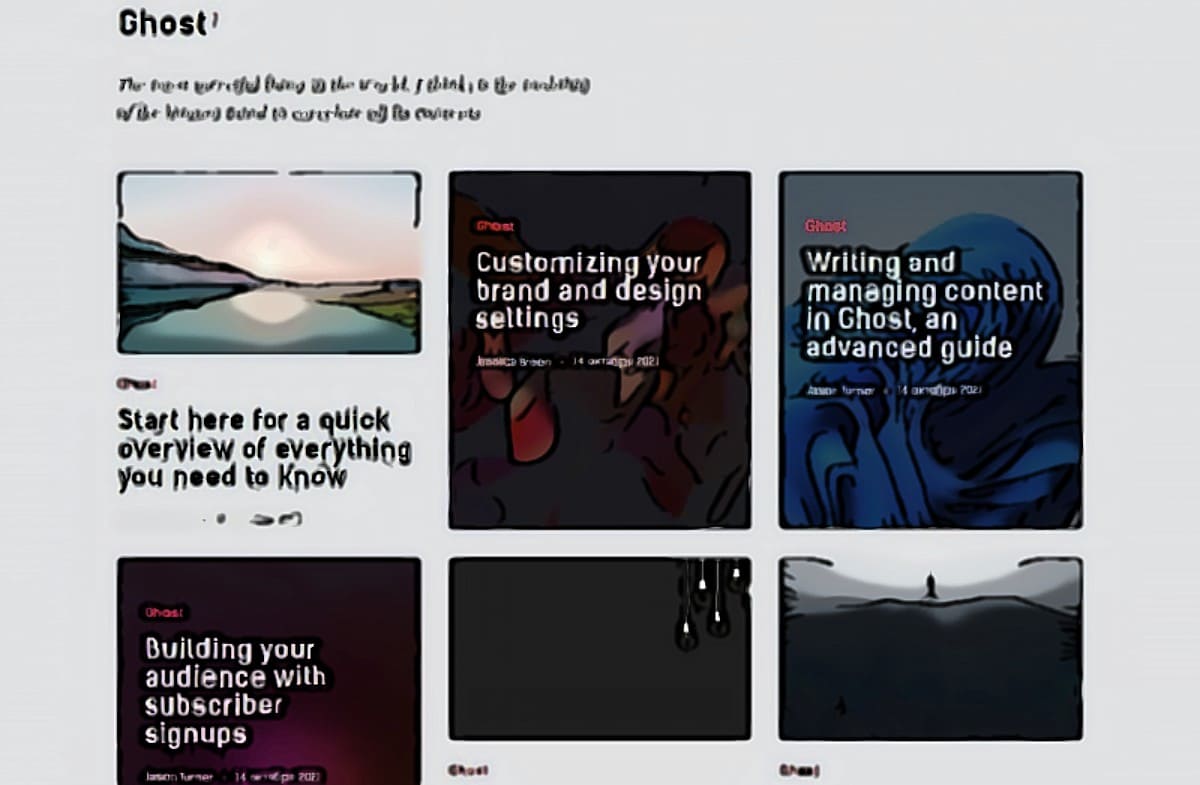 Ghost
The most merciful thing in the world, I think, is the inability
of the human mind to correlate all its contents
Ghost
Customizing your
brand and design
settings
14 октября 2021
Ghost
Writing and
managing content
in Ghost, an
advanced guide
Jason Turner 14 октября 2021
Ghost
Start here for a quick
overview of everything
you need to know
Ghost
Building your
audience with
subscriber
signups
Jason Turner 14 октября 2021
Ghost
Ghost